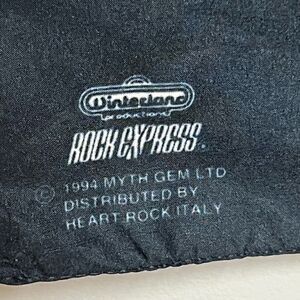 Winterland
productions
ROCK EXPRESS.
© 1994 MYTH GEM LTD
DISTRIBUTED BY
HEART ROCK ITALY